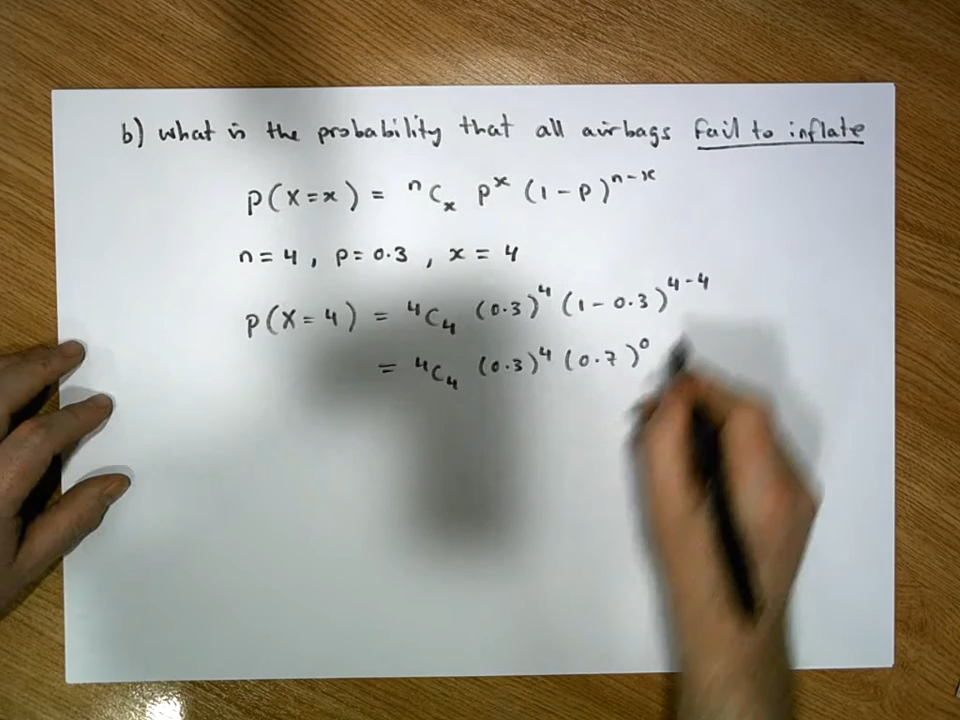 b) what is the probability that all airbags fail to inflate
P(X=x) = ⁿCₓ pˣ (1-p)ⁿ⁻ˣ
n=4, p=0.3, x=4
P(X=4) = ⁴C₄ (0.3)⁴ (1-0.3)⁴⁻⁴
= ⁴C₄ (0.3)⁴ (0.7)⁰